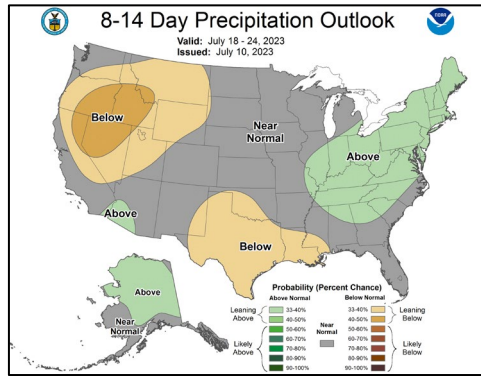 8-14 Day Precipitation Outlook
Valid: July 18 - 24, 2023
Issued: July 10, 2023
Below
Near
Normal
Above
Above
Below
Above
Near
Normal
Probability (Percent Chance)
Above Normal
Below Normal
Leaning
Above
33-40%
40-50%
Likely
Above
50-60%
60-70%
70-80%
80-90%
90-100%
Near
Normal
33-40%
40-50%
Leaning
Below
50-60%
60-70%
70-80%
80-90%
90-100%
Likely
Below